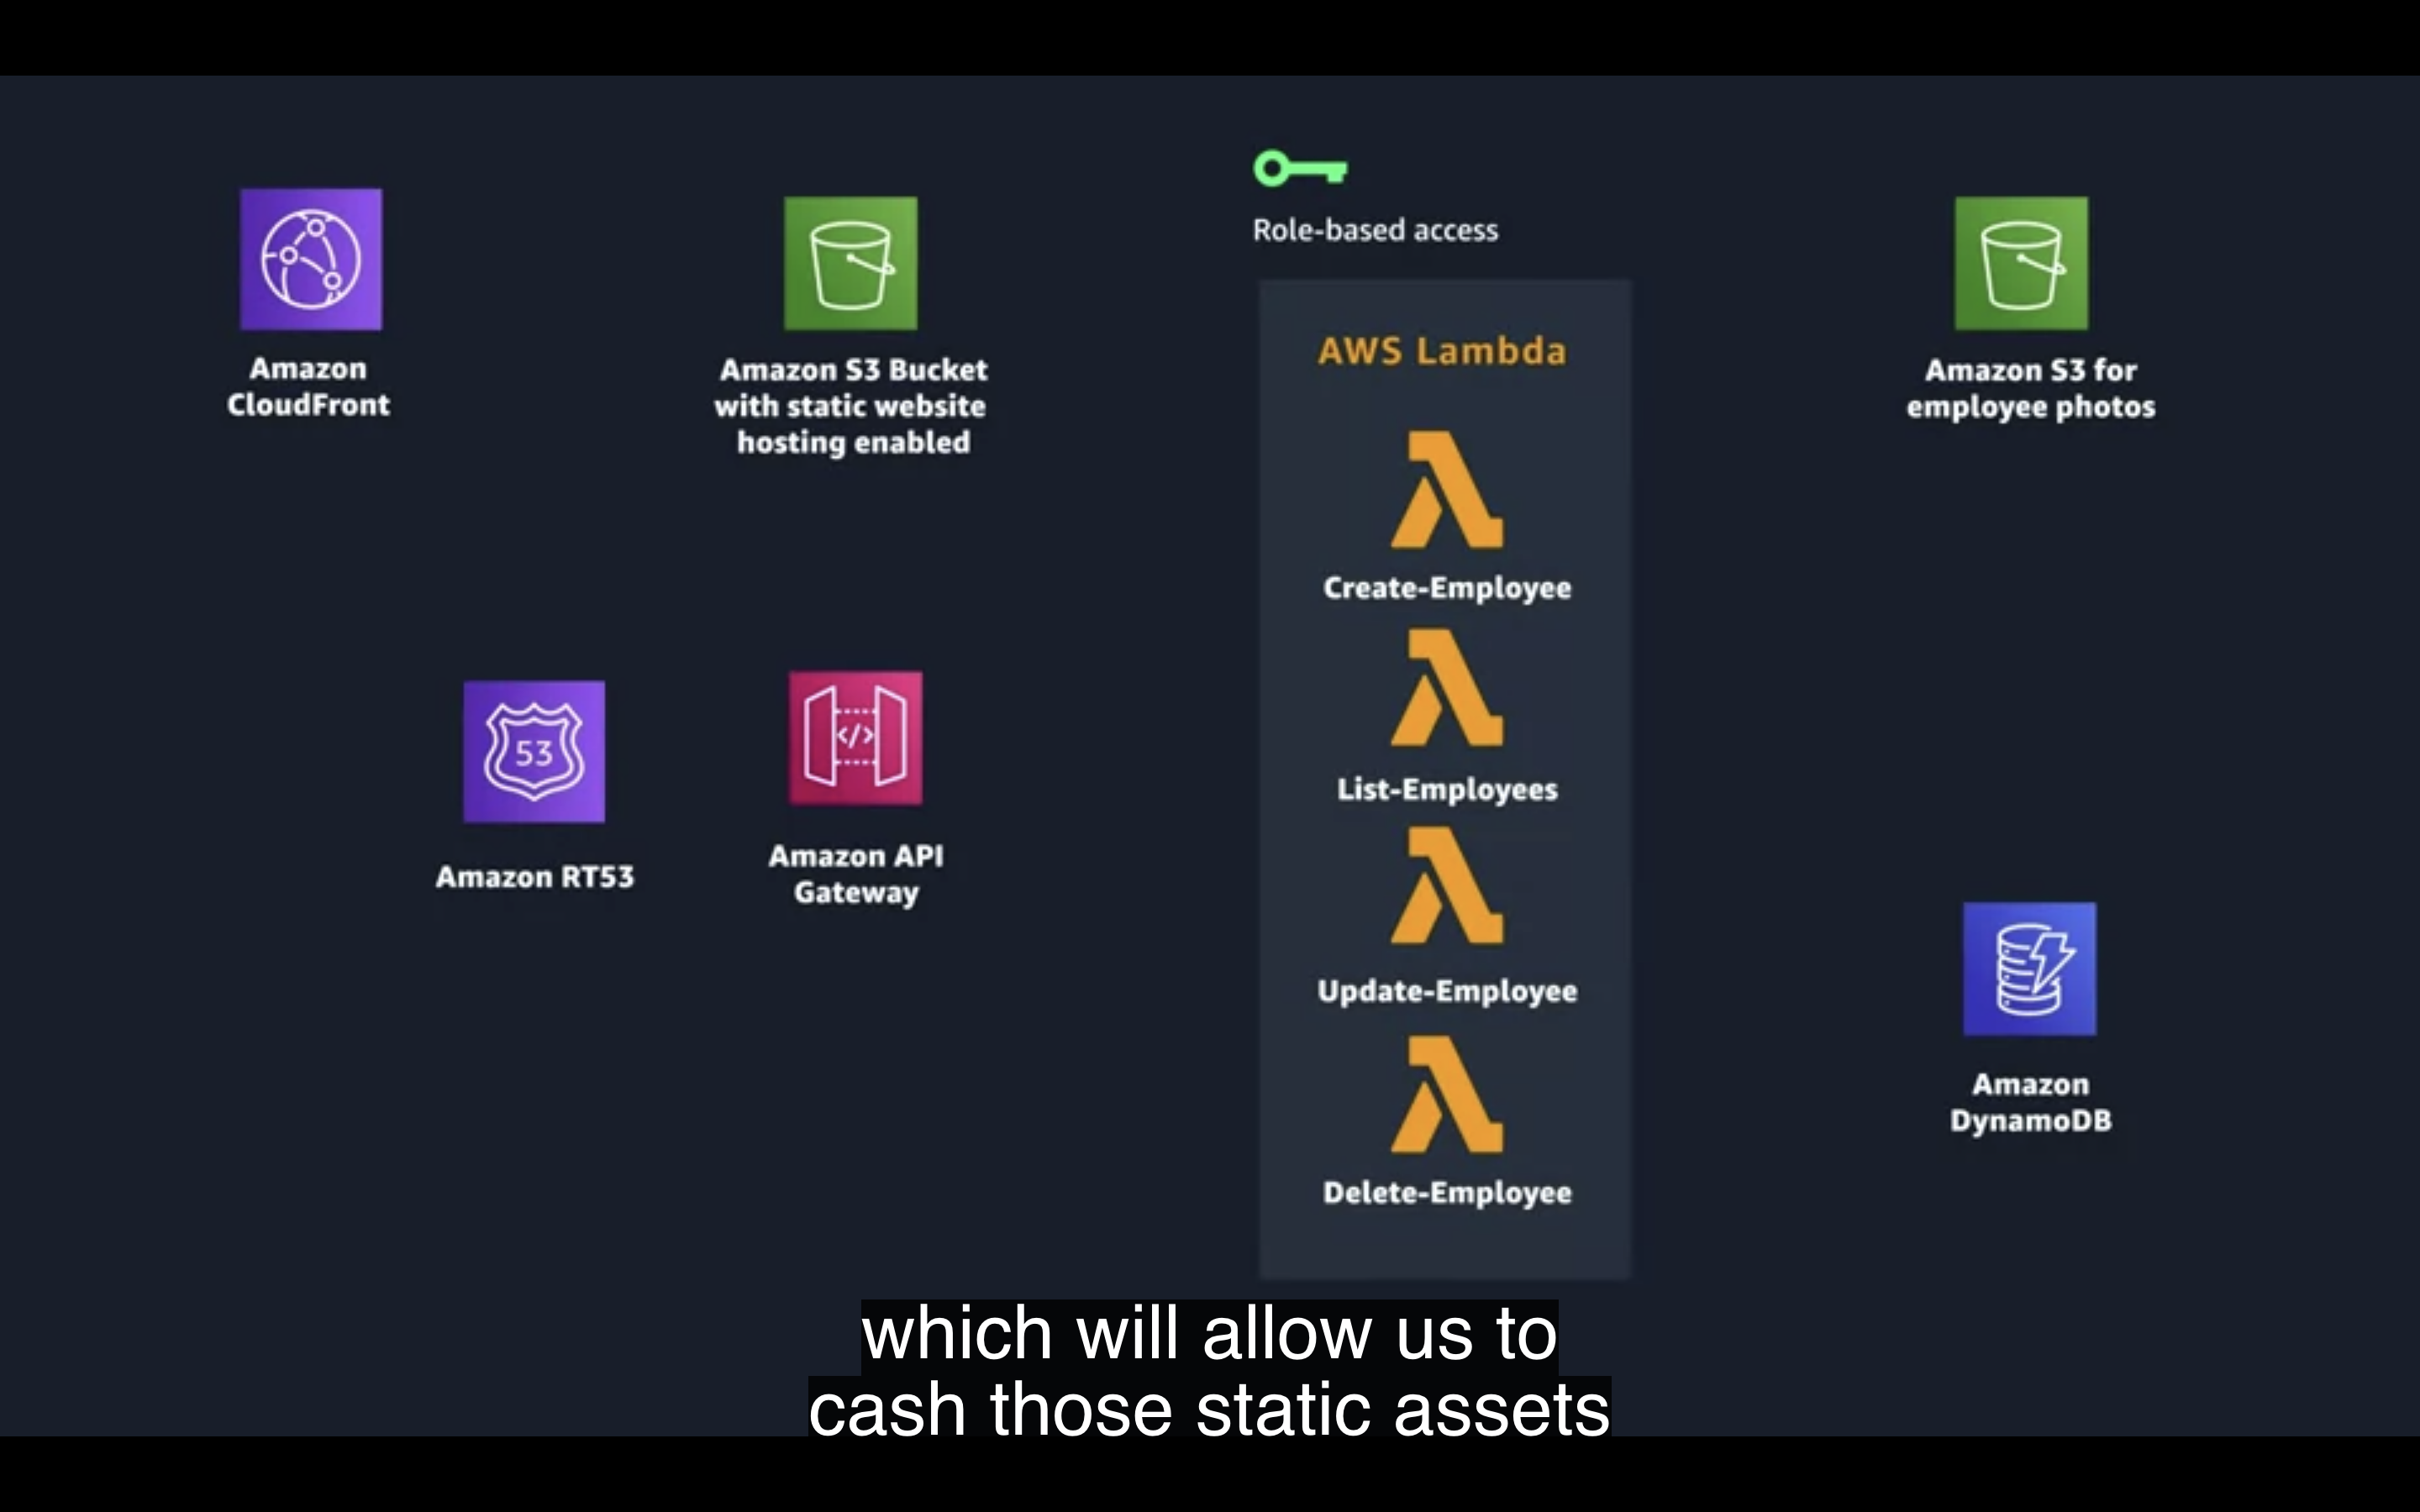 Role-based access
Amazon
CloudFront
Amazon S3 Bucket
with static website
hosting enabled
AWS Lambda
Amazon S3 for
employee photos
Create-Employee
53
</>
Amazon RT53
Amazon API
Gateway
List-Employees
Update-Employee
Amazon
DynamoDB
Delete-Employee
which will allow us to
cash those static assets